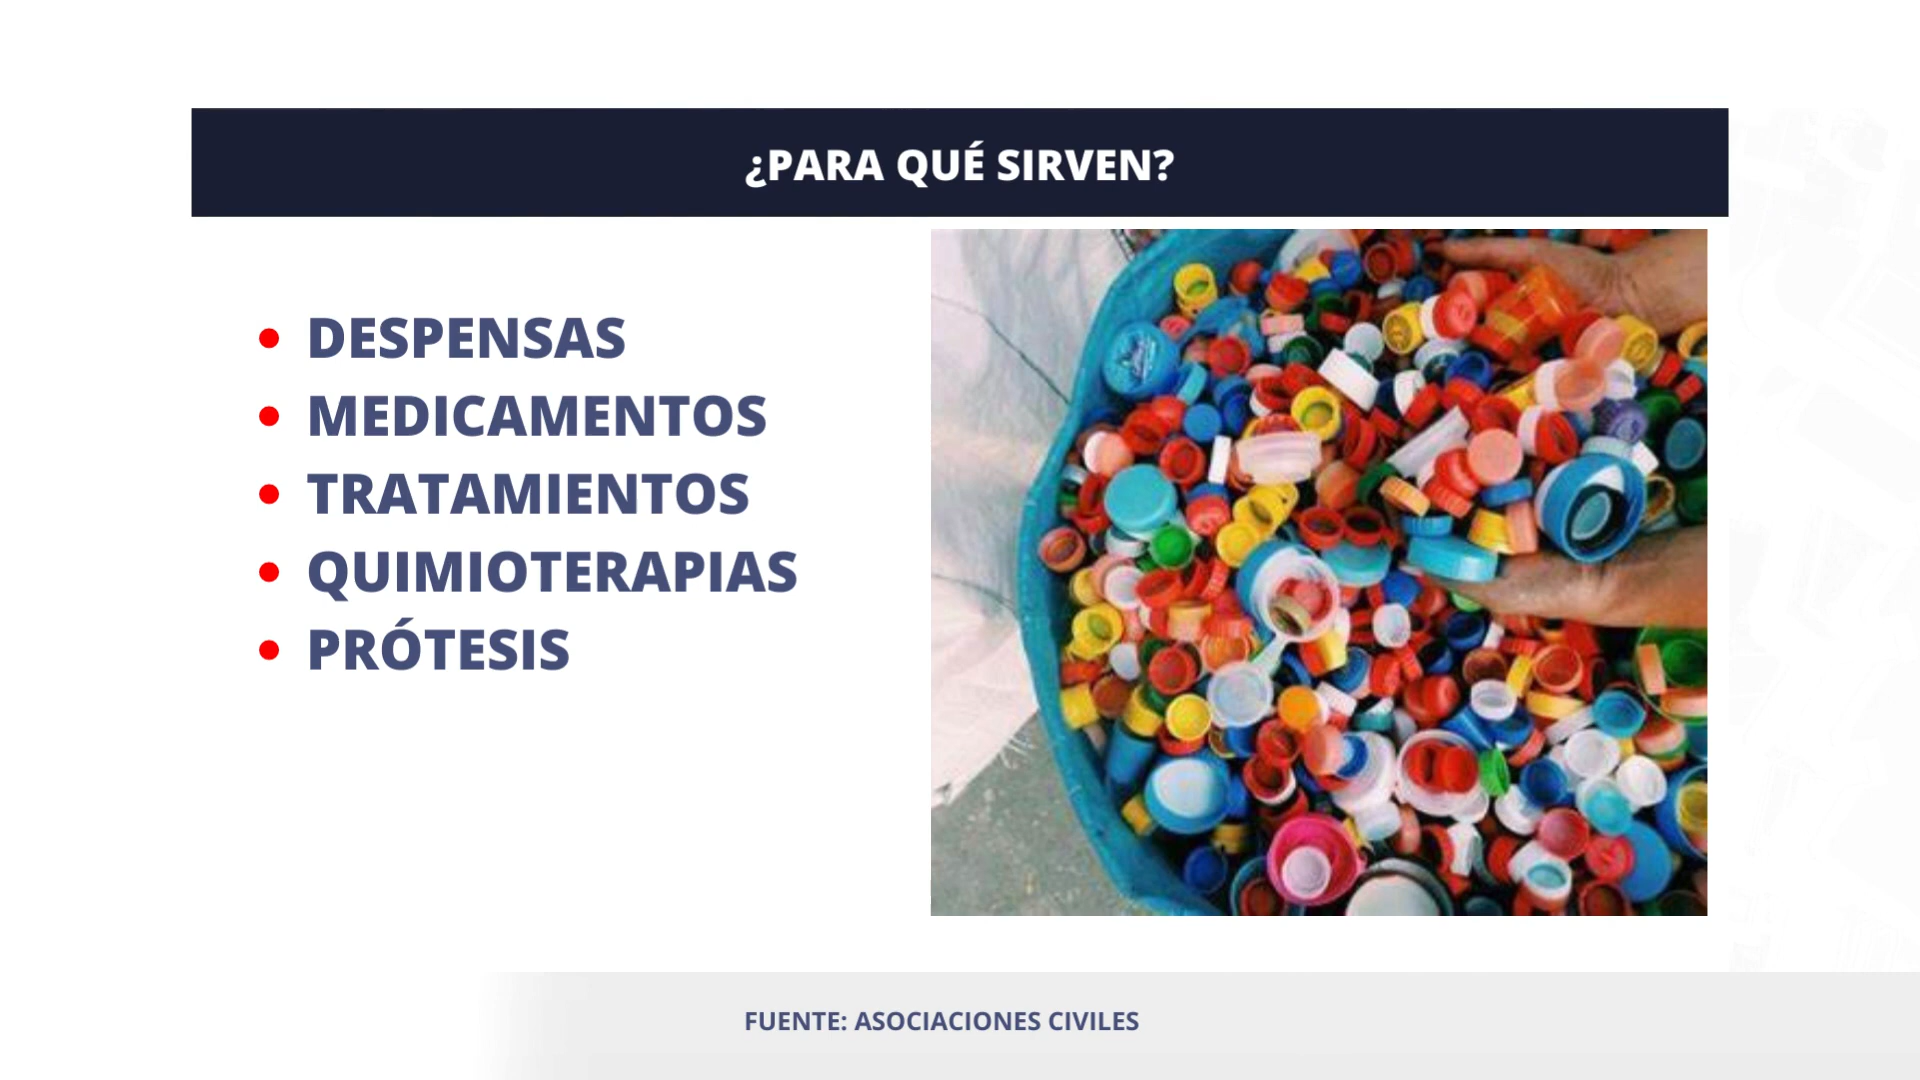 ¿PARA QUÉ SIRVEN?
• DESPENSAS
• MEDICAMENTOS
• TRATAMIENTOS
• QUIMIOTERAPIAS
• PRÓTESIS
FUENTE: ASOCIACIONES CIVILES